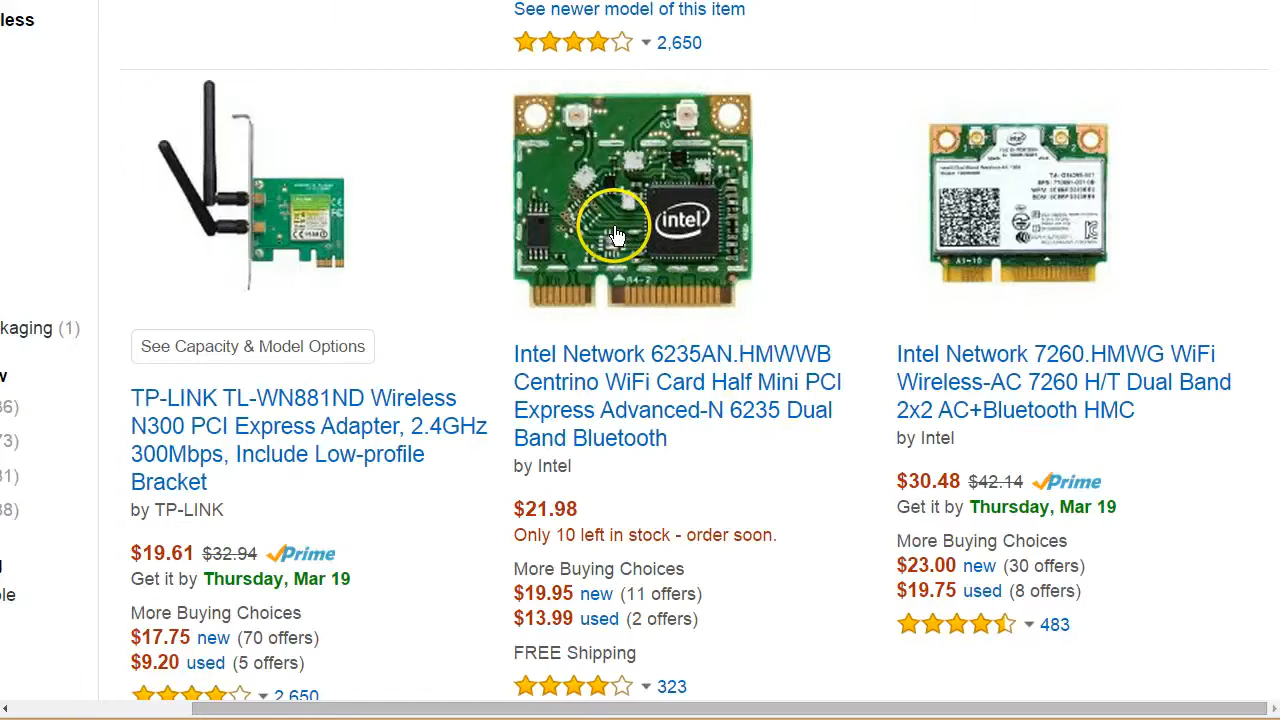 less
See newer model of this item
2,650
intel
kaging (1)
w
36)
73)
31)
38)
See Capacity & Model Options
TP-LINK TL-WN881ND Wireless
N300 PCI Express Adapter, 2.4GHz
300Mbps, Include Low-profile
Bracket
by TP-LINK
$19.61 $32.94 Prime
Get it by Thursday, Mar 19
More Buying Choices
$17.75 new (70 offers)
$9.20 used (5 offers)
2,650
Intel Network 6235AN.HMWWB
Centrino WiFi Card Half Mini PCI
Express Advanced-N 6235 Dual
Band Bluetooth
by Intel
$21.98
Only 10 left in stock - order soon.
More Buying Choices
$19.95 new (11 offers)
$13.99 used (2 offers)
FREE Shipping
323
Intel Network 7260.HMWG WiFi
Wireless-AC 7260 H/T Dual Band
2x2 AC+Bluetooth HMC
by Intel
$30.48 $42.14 Prime
Get it by Thursday, Mar 19
More Buying Choices
$23.00 new (30 offers)
$19.75 used (8 offers)
483